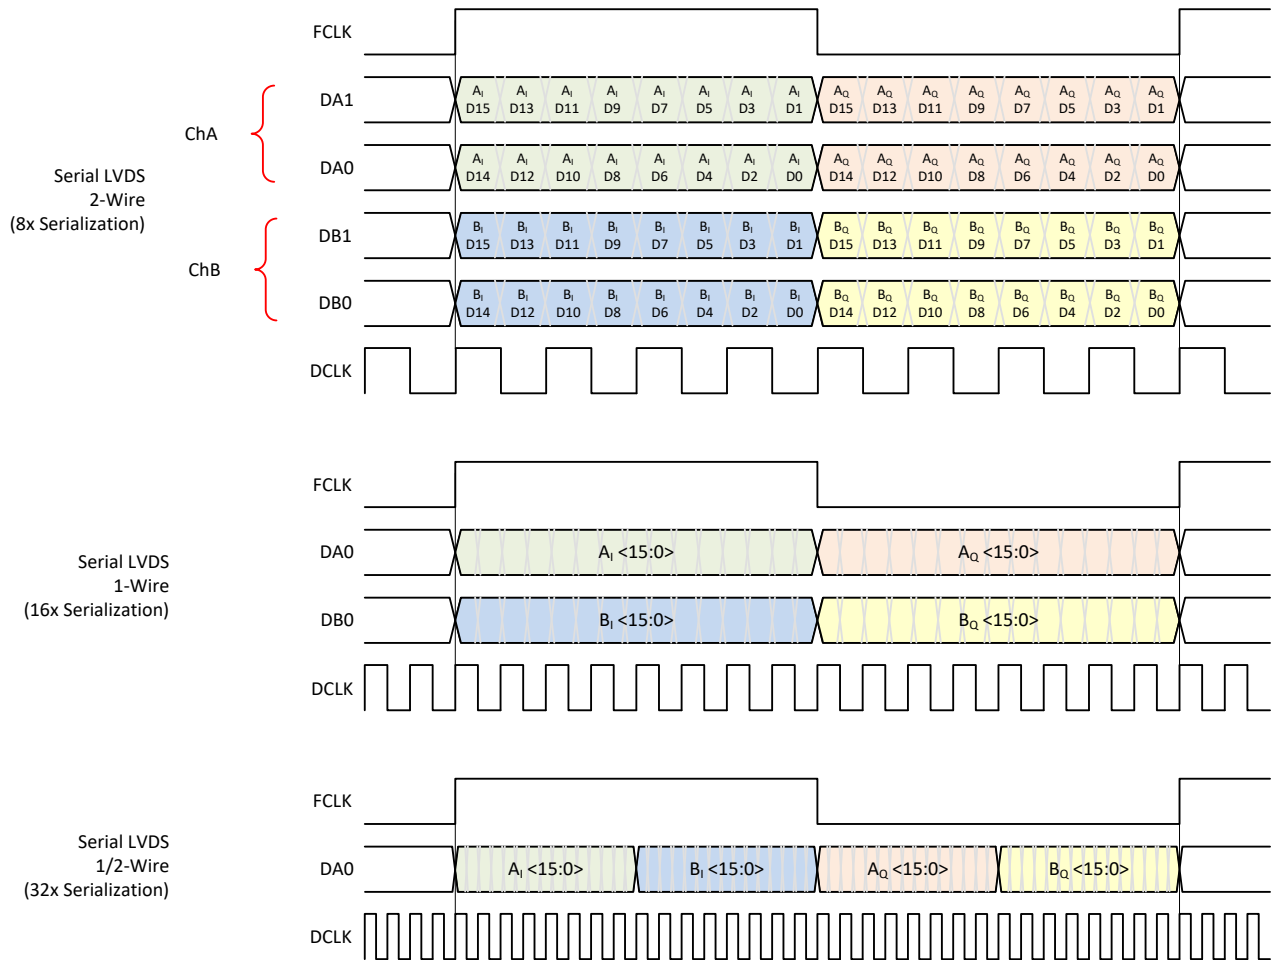 FCLK
DA1
A_I A_I A_I A_I A_I A_I A_I A_I A_Q A_Q A_Q A_Q A_Q A_Q A_Q A_Q
D15 D13 D11 D9 D7 D5 D3 D1 D15 D13 D11 D9 D7 D5 D3 D1
ChA
DA0
A_I A_I A_I A_I A_I A_I A_I A_I A_Q A_Q A_Q A_Q A_Q A_Q A_Q A_Q
D14 D12 D10 D8 D6 D4 D2 D0 D14 D12 D10 D8 D6 D4 D2 D0
Serial LVDS
2-Wire
(8x Serialization)
DB1
B_I B_I B_I B_I B_I B_I B_I B_I B_Q B_Q B_Q B_Q B_Q B_Q B_Q B_Q
D15 D13 D11 D9 D7 D5 D3 D1 D15 D13 D11 D9 D7 D5 D3 D1
ChB
DB0
B_I B_I B_I B_I B_I B_I B_I B_I B_Q B_Q B_Q B_Q B_Q B_Q B_Q B_Q
D14 D12 D10 D8 D6 D4 D2 D0 D14 D12 D10 D8 D6 D4 D2 D0
DCLK
FCLK
Serial LVDS
1-Wire
(16x Serialization)
DA0 A_I <15:0> A_Q <15:0>
DB0 B_I <15:0> B_Q <15:0>
DCLK
FCLK
Serial LVDS
1/2-Wire
(32x Serialization)
DA0 A_I <15:0> B_I <15:0> A_Q <15:0> B_Q <15:0>
DCLK